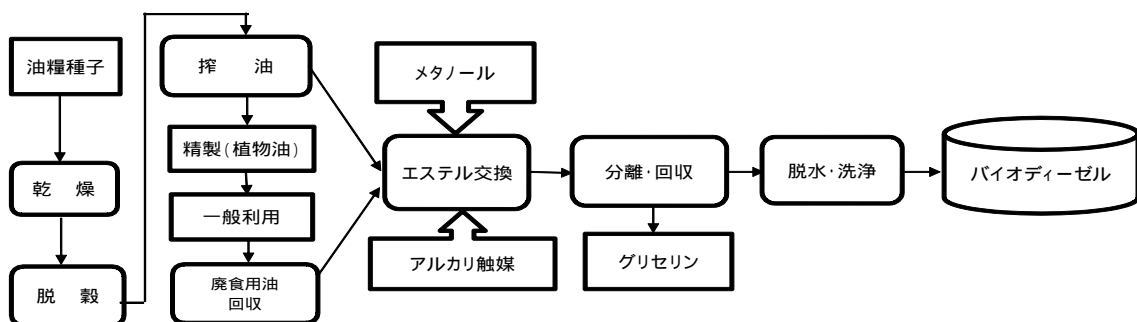 油糧種子
乾　燥
脱　穀
搾　油
精製(植物油)
一般利用
廃食用油
回収
メタノール
エステル交換
アルカリ触媒
分離・回収
グリセリン
脱水・洗浄
バイオディーゼル